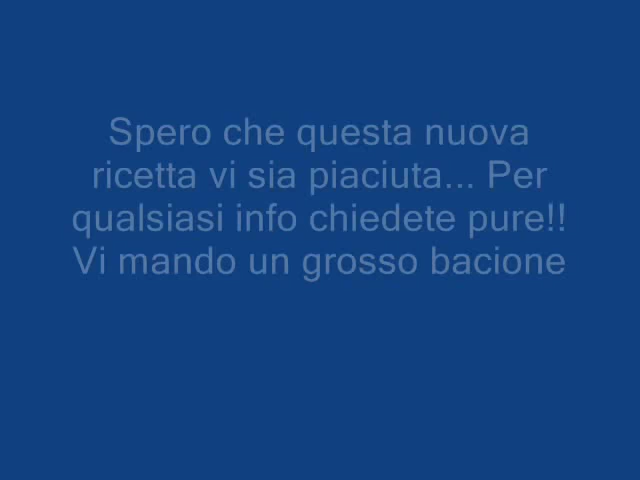 Spero che questa nuova
ricetta vi sia piaciuta... Per
qualsiasi info chiedete pure!!
Vi mando un grosso bacione